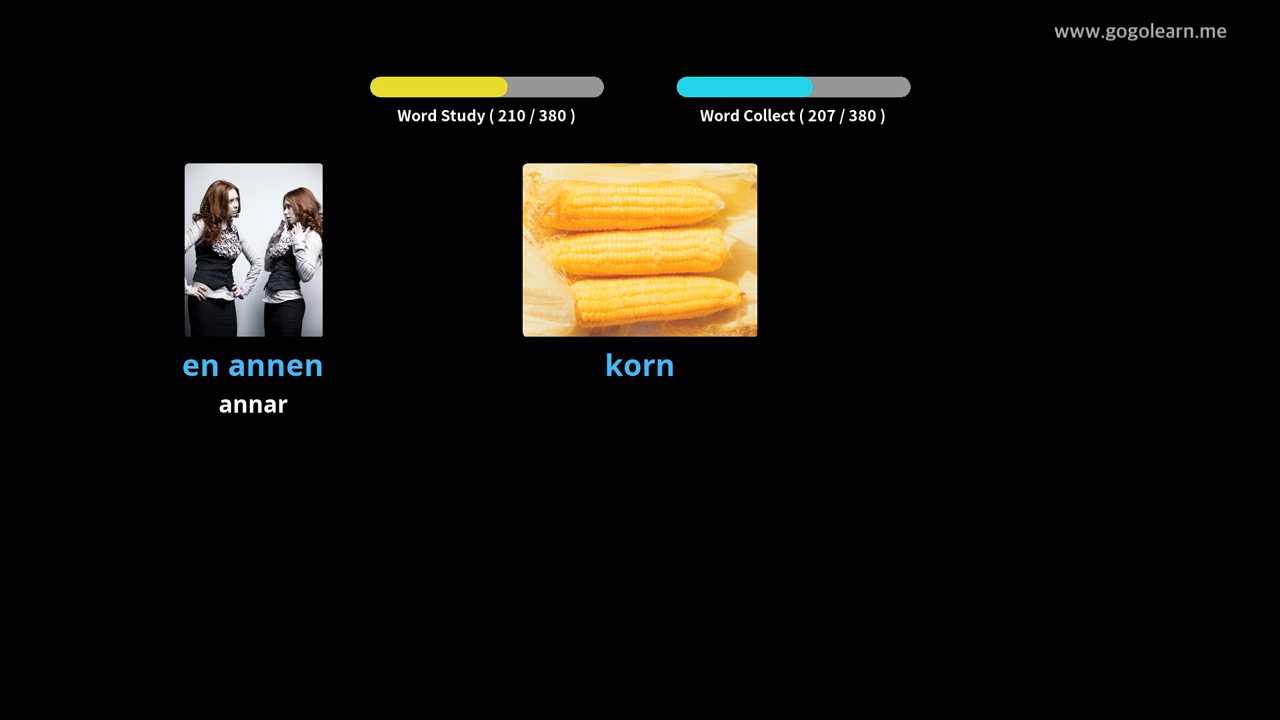 www.gogolearn.me
Word Study ( 210 / 380 )
Word Collect ( 207 / 380 )
en annen
annar
korn